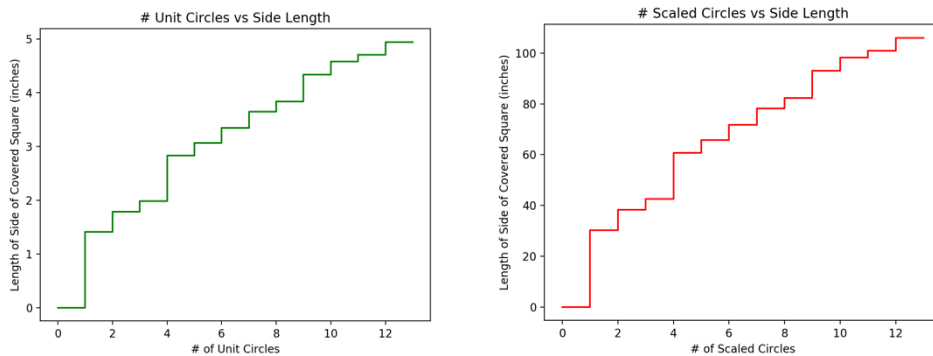 # Unit Circles vs Side Length
Length of Side of Covered Square (inches)
5
4
3
2
1
0
0 2 4 6 8 10 12
# of Unit Circles
# Scaled Circles vs Side Length
Length of Side of Covered Square (inches)
100
80
60
40
20
0
0 2 4 6 8 10 12
# of Scaled Circles